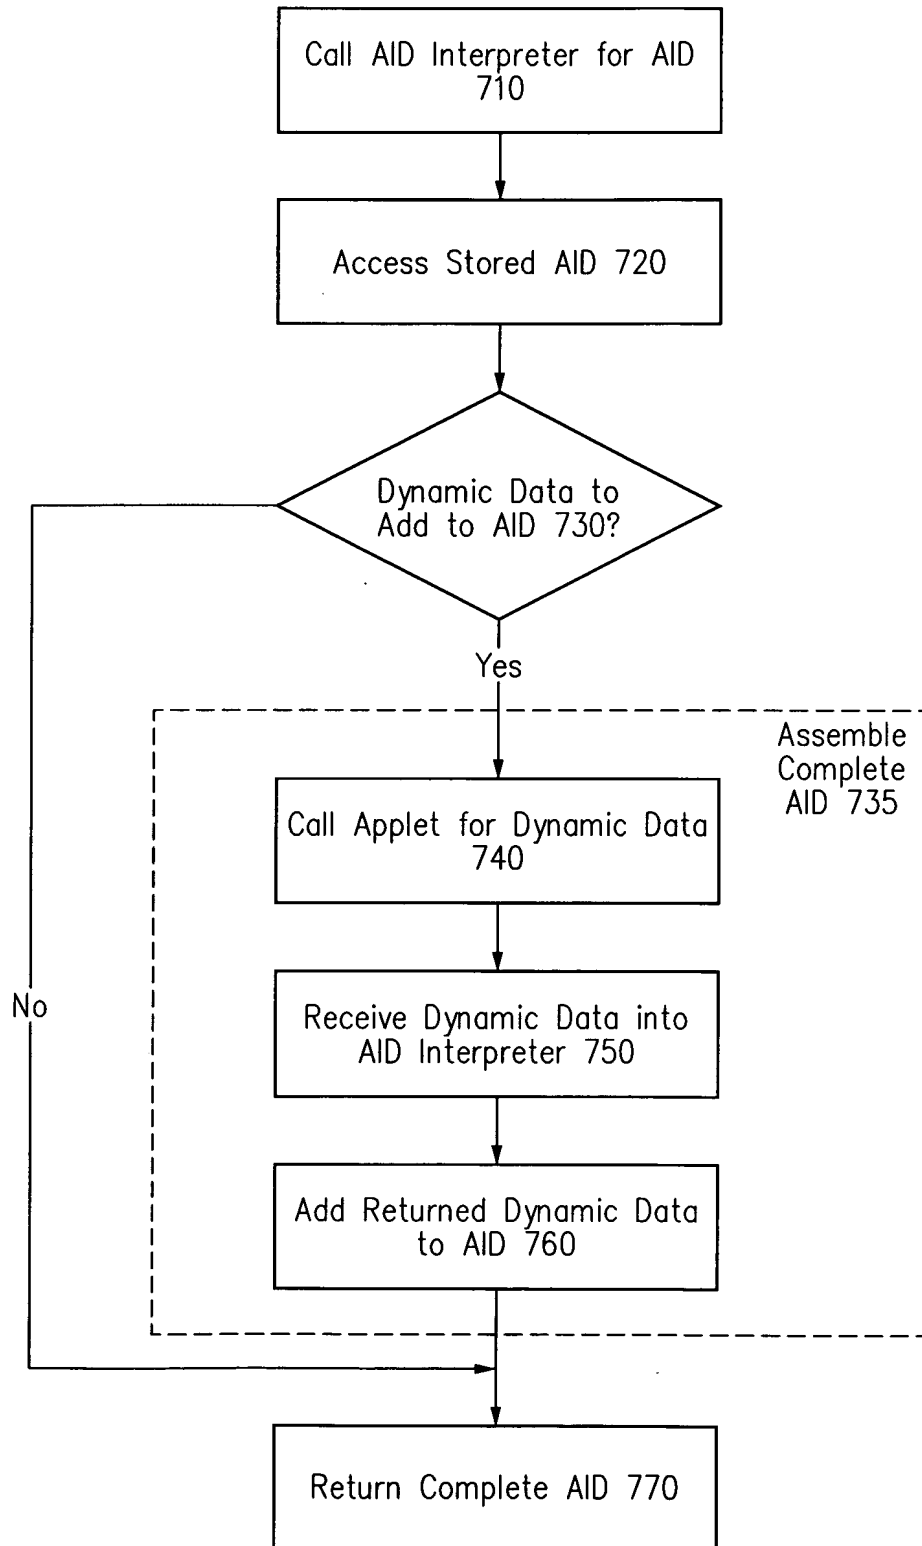 Call AID Interpreter for AID
710
Access Stored AID 720
Dynamic Data to
Add to AID 730?
Yes
Assemble
Complete
AID 735
Call Applet for Dynamic Data
740
No
Receive Dynamic Data into
AID Interpreter 750
Add Returned Dynamic Data
to AID 760
Return Complete AID 770